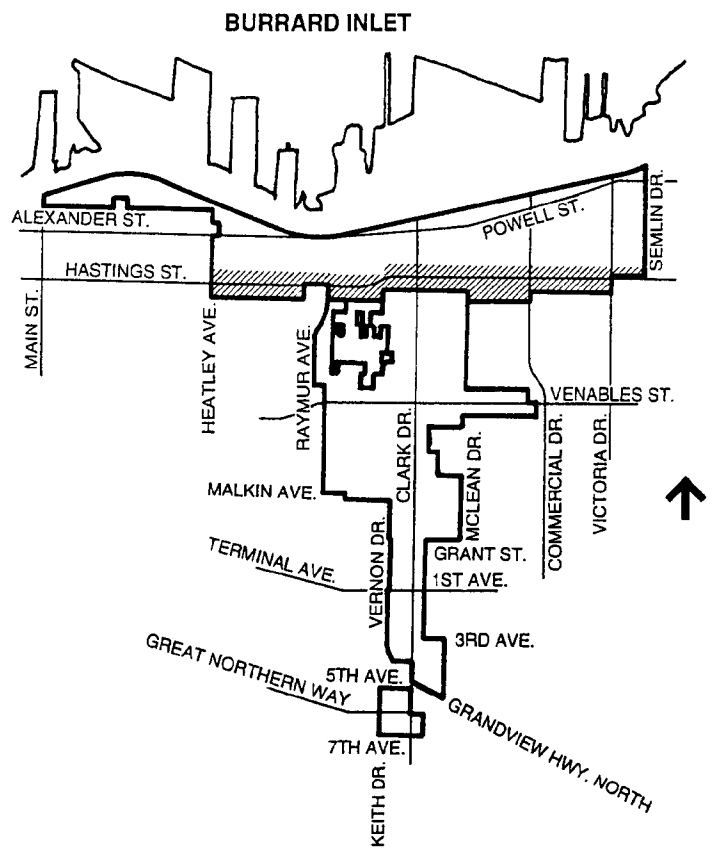 BURRARD INLET
ALEXANDER ST.
POWELL ST.
SEMLIN DR.
HASTINGS ST.
MAIN ST.
HEATLEY AVE.
RAYMUR AVE.
VENABLES ST.
CLARK DR.
MCLEAN DR.
COMMERCIAL DR.
VICTORIA DR.
MALKIN AVE.
VERNON DR.
GRANT ST.
TERMINAL AVE.
1ST AVE.
3RD AVE.
GREAT NORTHERN WAY
5TH AVE.
GRANDVIEW HWY. NORTH
7TH AVE.
KEITH DR.